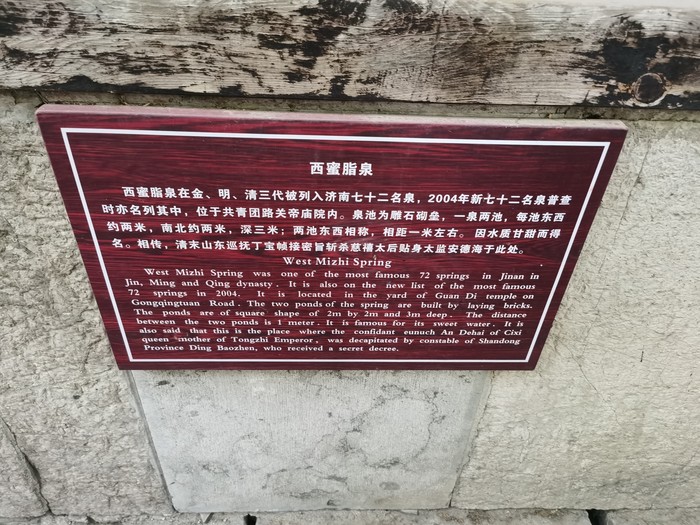 西蜜脂泉
西蜜脂泉在金、明、清三代被列入济南七十二名泉，2004年新七十二名泉普查
时亦名列其中，位于共青团路关帝庙院内。泉池为雕石砌垒，一泉两池，每池东西
约两米，南北约两米，深三米；两池东西相称，相距一米左右。因水质甘甜而得
名。相传，清末山东巡抚丁宝帧接密旨斩杀慈禧太后贴身太监安德海于此处。
West Mizhi Spring
West Mizhi Spring was one of the most famous 72 springs in Jinan in
Jin, Ming and Qing dynasty. It is also on the new list of the most famous
72 springs in 2004. It is located in the yard of Guan Di temple on
Gongqingtuan Road. The two ponds of the spring are built by laying bricks.
The ponds are of square shape of 2m by 2m and 3m deep. The distance
between the two ponds is 1 meter. It is famous for its sweet water. It is
also said that this is the place where the confidant eunuch An Dehai of Cixi
queen mother of Tongzhi Emperor, was decapitated by constable of Shandong
Province Ding Baozhen, who received a secret decree.